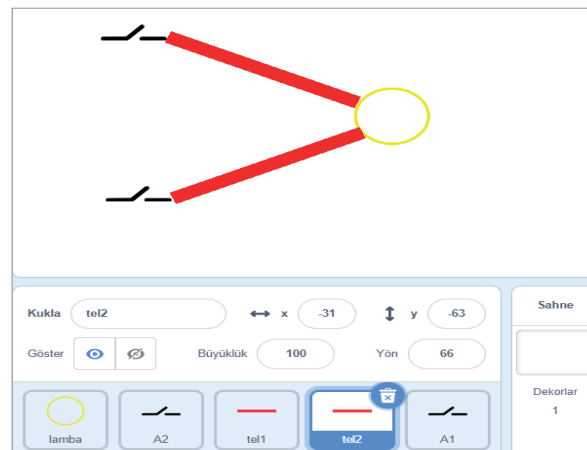 Kukla tel2 x -31 y -63
Sahne
Göster Büyüklük 100 Yön 66
Dekorlar
1
lamba A2 tel1 tel2 A1